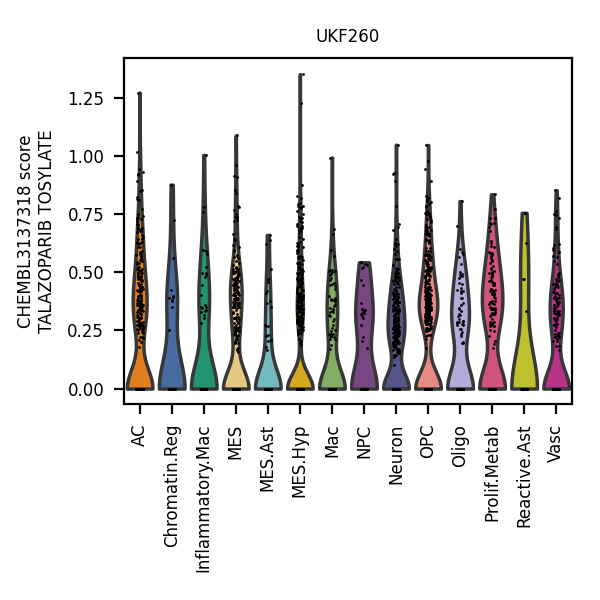 UKF260
CHEMBL3137318 score
TALAZOPARIB TOSYLATE
1.25
1.00
0.75
0.50
0.25
0.00
AC
Chromatin.Reg
Inflammatory.Mac
MES
MES.Ast
MES.Hyp
Mac
NPC
Neuron
OPC
Oligo
Prolif.Metab
Reactive.Ast
Vasc